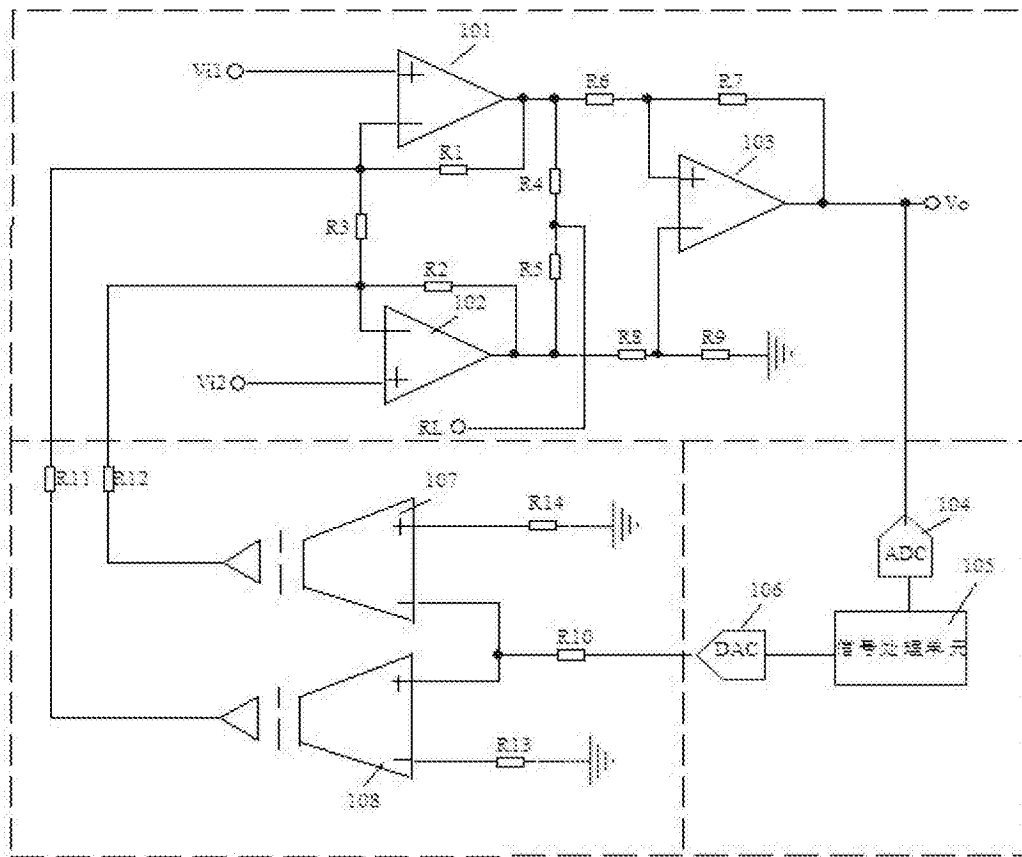 101
Vi1
R6
R7
R1
103
R4
Vo
R3
R5
R2
102
R8
R9
Vi2
RL
R11
R12
107
R14
104
ADC
105
106
R10
DAC
信号处理单元
R13
108